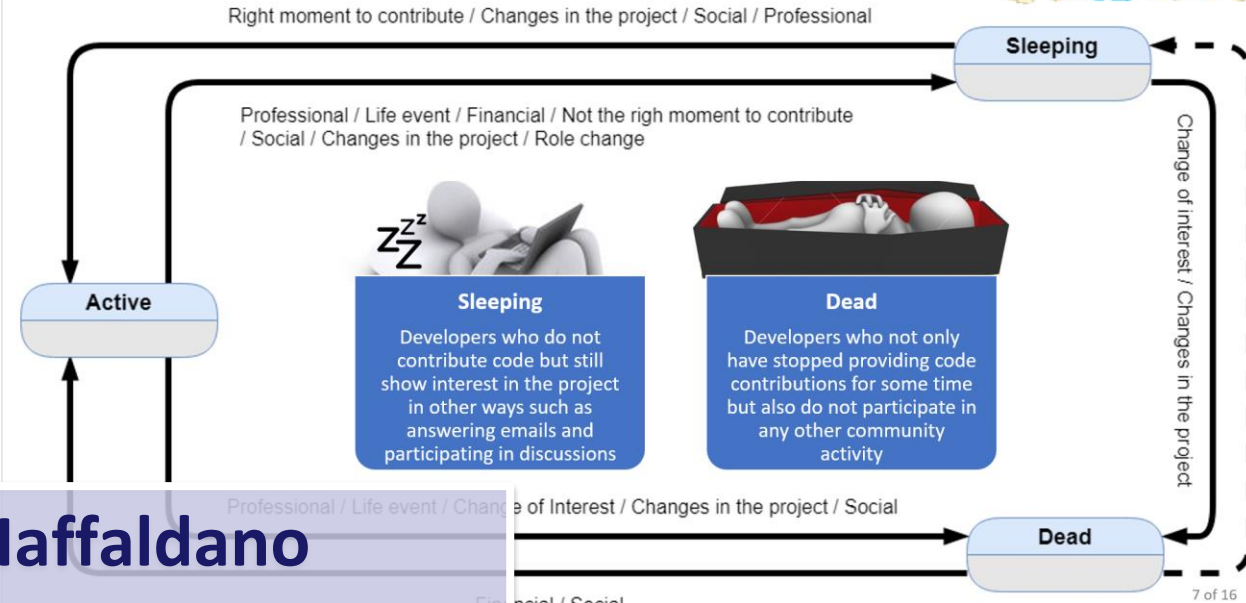 Right moment to contribute / Changes in the project / Social / Professional
Sleeping
Professional / Life event / Financial / Not the righ moment to contribute
/ Social / Changes in the project / Role change
Change of interest / Changes in the project
zzZZ
Active
Sleeping
Developers who do not
contribute code but still
show interest in the project
in other ways such as
answering emails and
participating in discussions
Dead
Developers who not only
have stopped providing code
contributions for some time
but also do not participate in
any other community
activity
Professional / Life event / Change of Interest / Changes in the project / Social
Dead
affaldano
Financial / Social
7 of 16